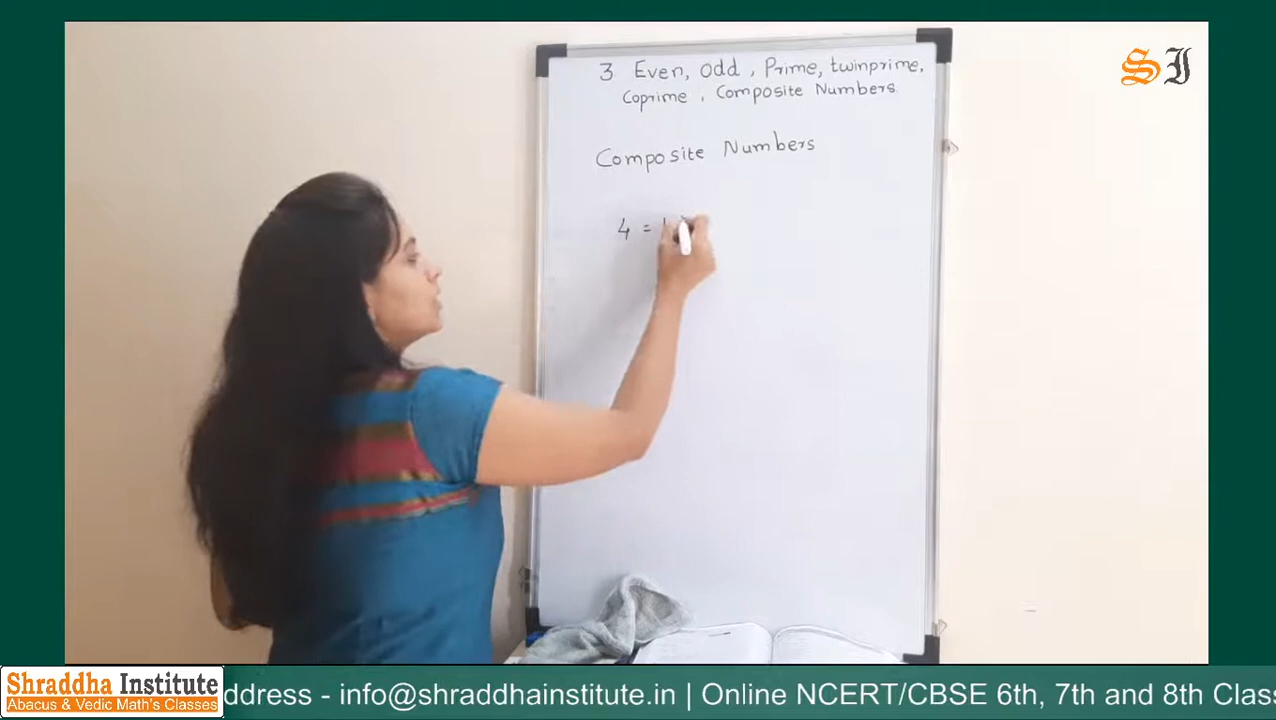 SI
3 Even, odd, Prime, twinprime,
Coprime, Composite Numbers
Composite Numbers
4 =
Shraddha Institute
Abacus & Vedic Math's Classes
ddress - info@shraddhainstitute.in | Online NCERT/CBSE 6th, 7th and 8th Clas